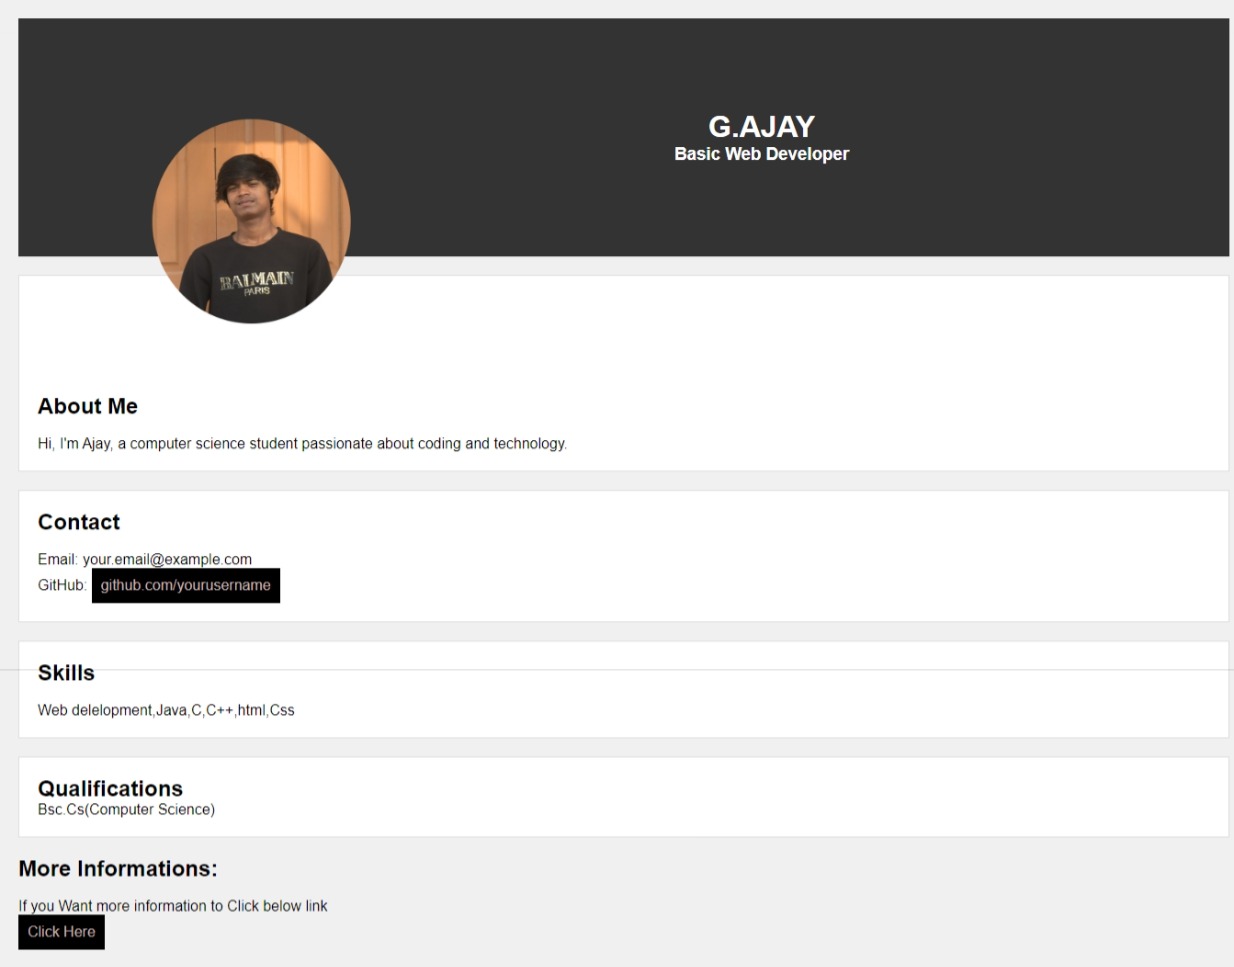 G.AJAY
Basic Web Developer
BALMAIN
PARIS
About Me
Hi, I'm Ajay, a computer science student passionate about coding and technology.
Contact
Email: your.email@example.com
GitHub: github.com/yourusername
Skills
Web delelopment,Java,C,C++,html,Css
Qualifications
Bsc.Cs(Computer Science)
More Informations:
If you Want more information to Click below link
Click Here